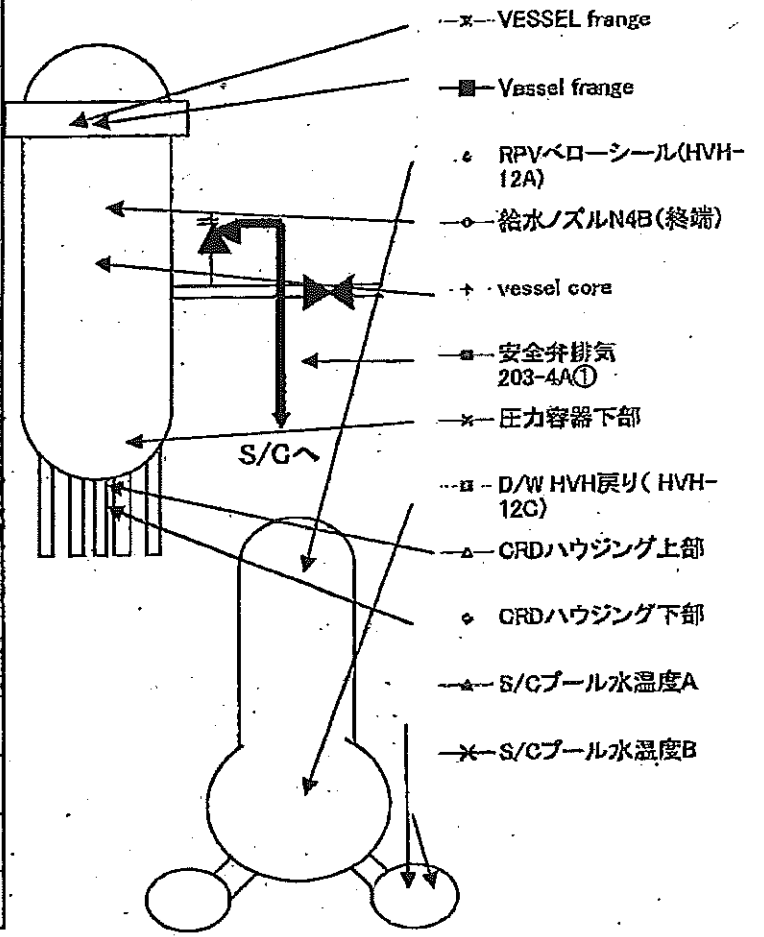 VESSEL frange
Vessel frange
RPVベローシール(HVH-
12A)
給水ノズルN4B(終端)
vessel core
安全弁排気
203-4A①
圧力容器下部
S/Cへ
D/W HVH戻り( HVH-
12C)
CRDハウジング上部
CRDハウジング下部
S/Cプール水温度A
S/Cプール水温度B